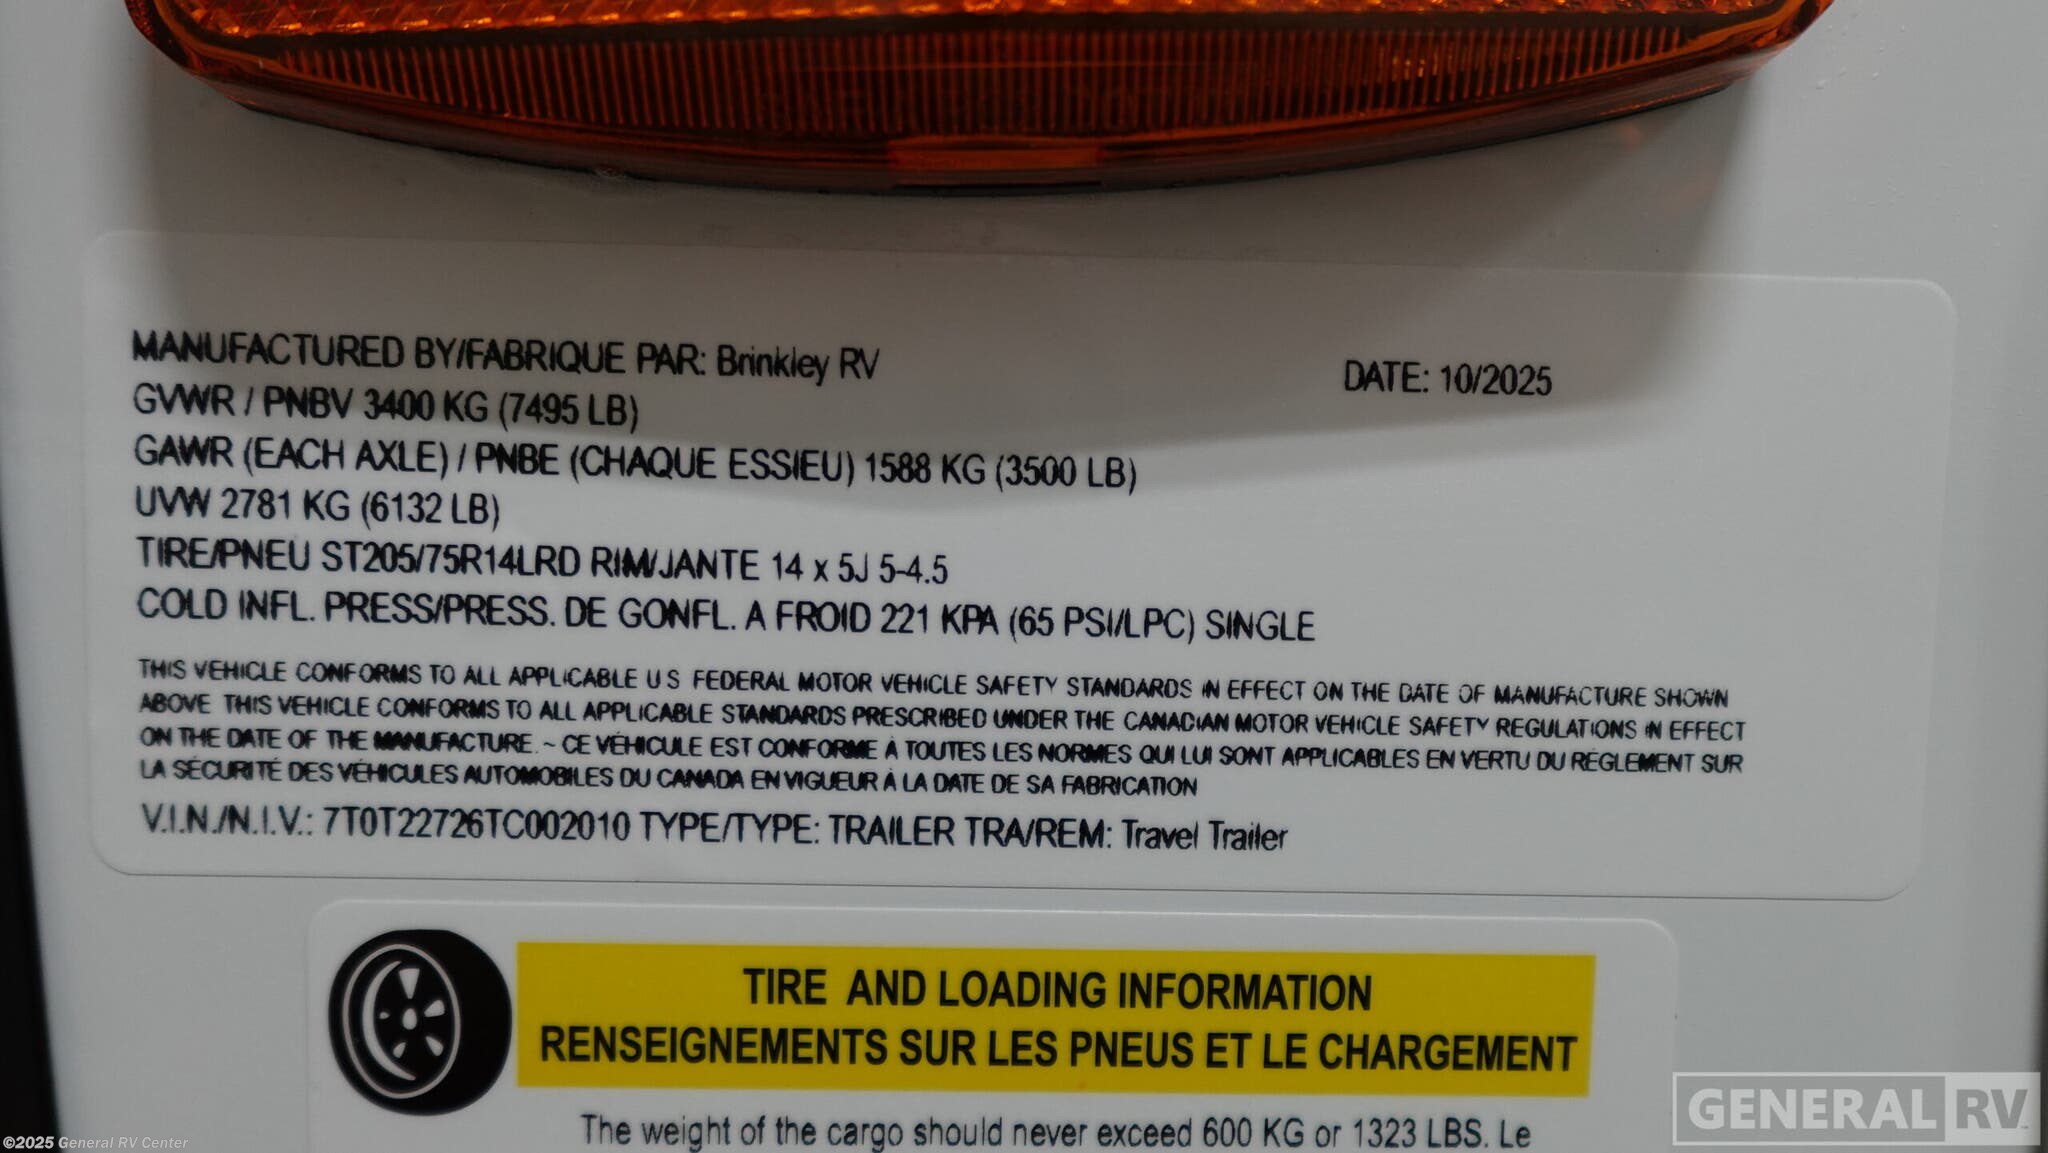 MANUFACTURED BY/FABRIQUE PAR: Brinkley RV DATE: 10/2025
GVWR / PNBV 3400 KG (7495 LB)
GAWR (EACH AXLE) / PNBE (CHAQUE ESSIEU) 1588 KG (3500 LB)
UVW 2781 KG (6132 LB)
TIRE/PNEU ST205/75R14LRD RIM/JANTE 14 x 5J 5-4.5
COLD INFL. PRESS/PRESS. DE GONFL. A FROID 221 KPA (65 PSI/LPC) SINGLE
THIS VEHICLE CONFORMS TO ALL APPLICABLE U S FEDERAL MOTOR VEHICLE SAFETY STANDARDS IN EFFECT ON THE DATE OF MANUFACTURE SHOWN
ABOVE THIS VEHICLE CONFORMS TO ALL APPLICABLE STANDARDS PRESCRIBED UNDER THE CANADIAN MOTOR VEHICLE SAFETY REGULATIONS IN EFFECT
ON THE DATE OF THE MANUFACTURE. ~ CE VÉHICULE EST CONFORME À TOUTES LES NORMES QUI LUI SONT APPLICABLES EN VERTU DU RÈGLEMENT SUR
LA SÉCURITÉ DES VÉHICULES AUTOMOBILES DU CANADA EN VIGUEUR À LA DATE DE SA FABRICATION
V.I.N./N.I.V.: 7T0T22726TC002010 TYPE/TYPE: TRAILER TRA/REM: Travel Trailer
TIRE AND LOADING INFORMATION
RENSEIGNEMENTS SUR LES PNEUS ET LE CHARGEMENT
The weight of the cargo should never exceed 600 KG or 1323 LBS. Le
GENERAL RV
©2025 General RV Center